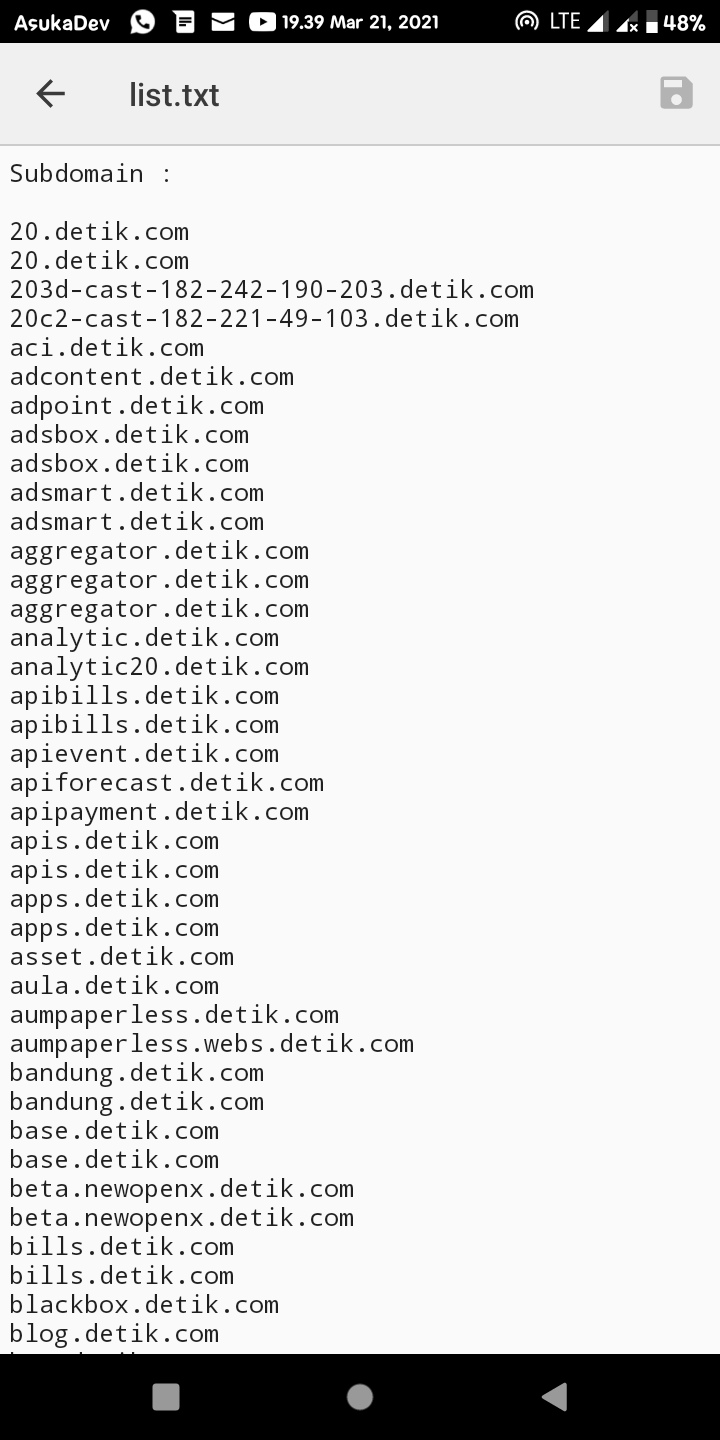 AsukaDev 19.39 Mar 21, 2021 LTE 48%
list.txt
Subdomain :
20.detik.com
20.detik.com
203d-cast-182-242-190-203.detik.com
20c2-cast-182-221-49-103.detik.com
aci.detik.com
adcontent.detik.com
adpoint.detik.com
adsbox.detik.com
adsbox.detik.com
adsmart.detik.com
adsmart.detik.com
aggregator.detik.com
aggregator.detik.com
aggregator.detik.com
analytic.detik.com
analytic20.detik.com
apibills.detik.com
apibills.detik.com
apievent.detik.com
apiforecast.detik.com
apipayment.detik.com
apis.detik.com
apis.detik.com
apps.detik.com
apps.detik.com
asset.detik.com
aula.detik.com
aumpaperless.detik.com
aumpaperless.webs.detik.com
bandung.detik.com
bandung.detik.com
base.detik.com
base.detik.com
beta.newopenx.detik.com
beta.newopenx.detik.com
bills.detik.com
bills.detik.com
blackbox.detik.com
blog.detik.com